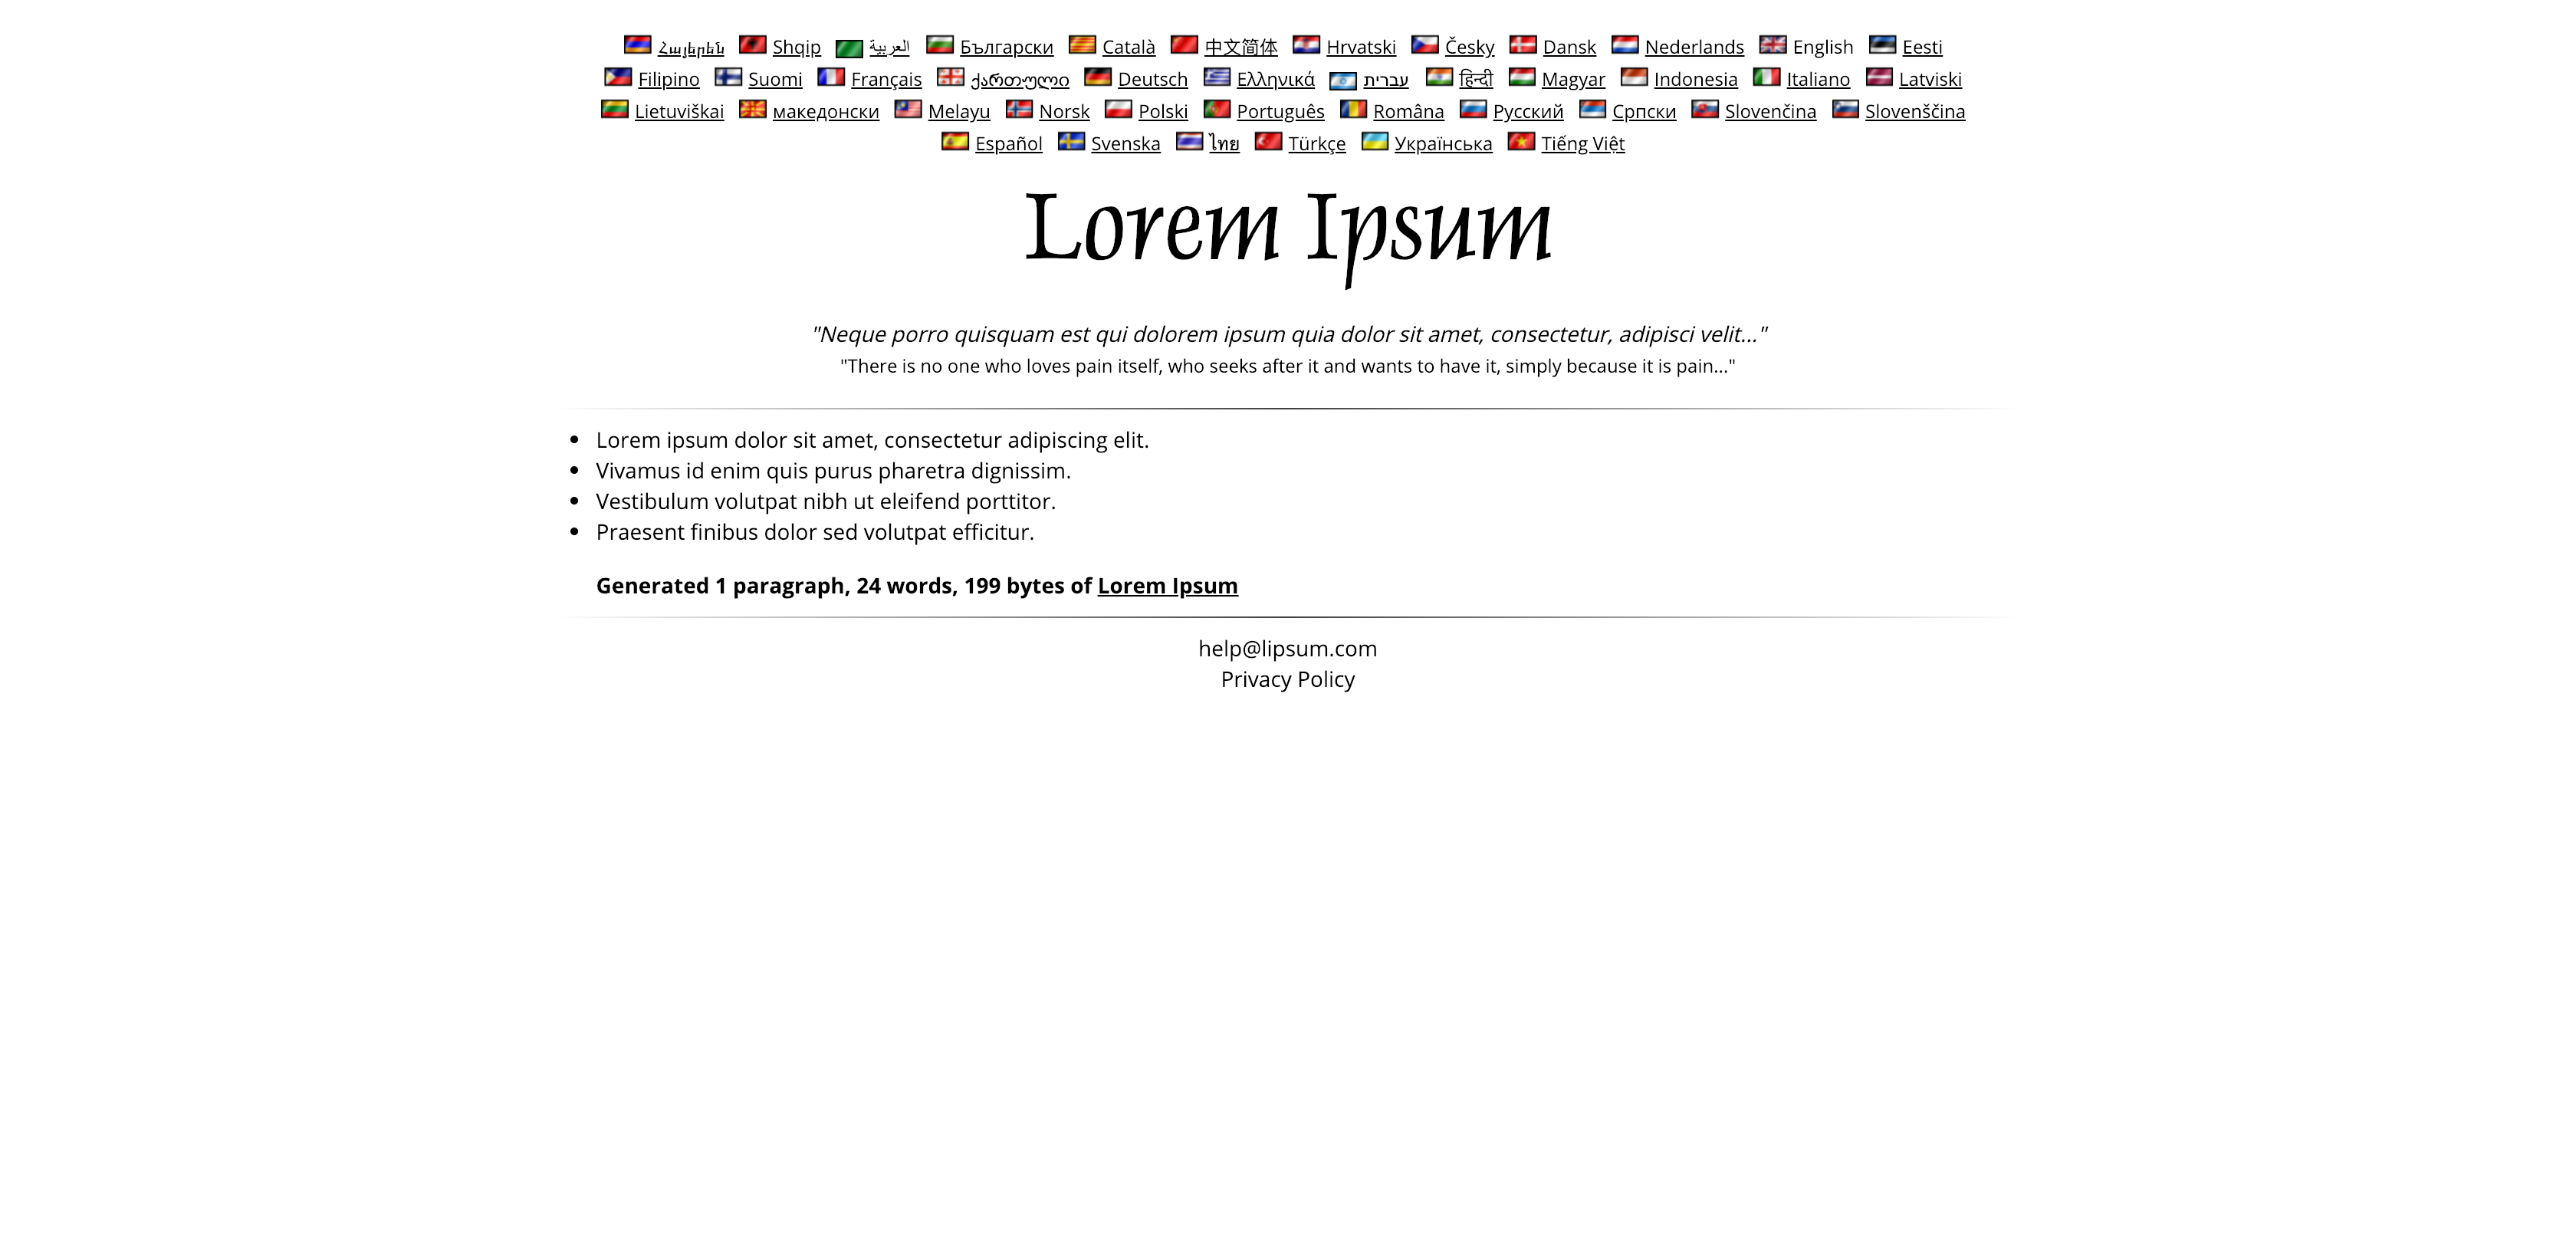 Հայերեն Shqip العربية Български Català 中文简体 Hrvatski Česky Dansk Nederlands English Eesti
Filipino Suomi Français ქართული Deutsch Ελληνικά עברית हिन्दी Magyar Indonesia Italiano Latviski
Lietuviškai македонски Melayu Norsk Polski Português Româna Русский Српски Slovenčina Slovenščina
Español Svenska ไทย Türkçe Українська Tiếng Việt
Lorem Ipsum
"Neque porro quisquam est qui dolorem ipsum quia dolor sit amet, consectetur, adipisci velit..."
"There is no one who loves pain itself, who seeks after it and wants to have it, simply because it is pain..."
• Lorem ipsum dolor sit amet, consectetur adipiscing elit.
• Vivamus id enim quis purus pharetra dignissim.
• Vestibulum volutpat nibh ut eleifend porttitor.
• Praesent finibus dolor sed volutpat efficitur.
Generated 1 paragraph, 24 words, 199 bytes of Lorem Ipsum
help@lipsum.com
Privacy Policy